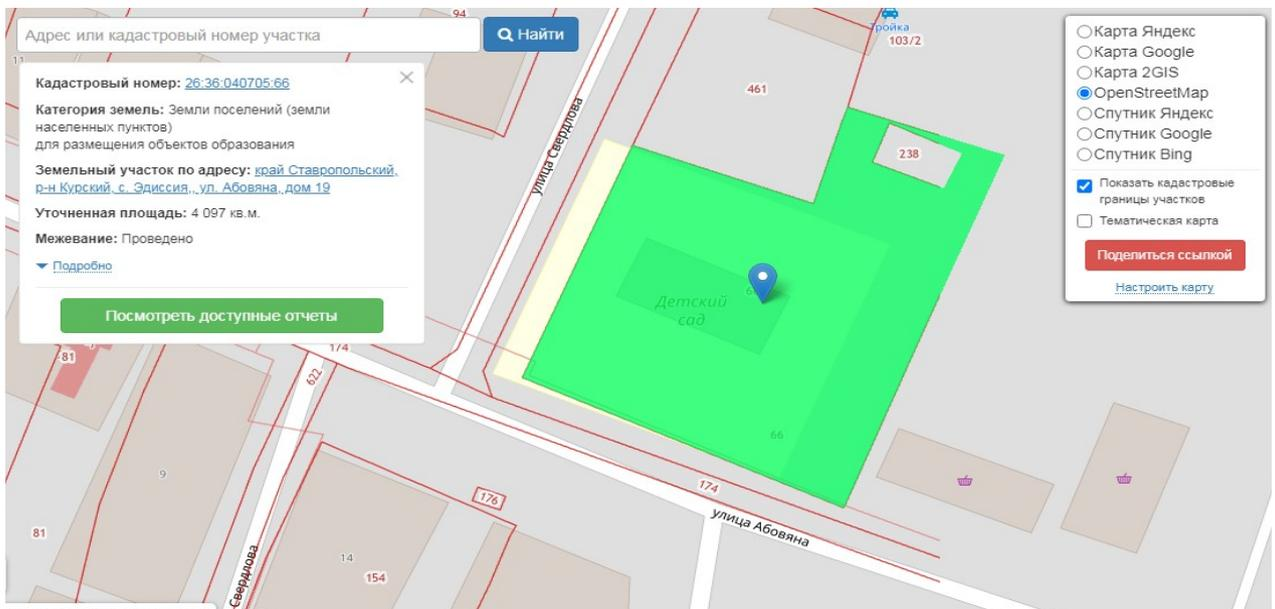 Адрес или кадастровый номер участка
Найти
Кадастровый номер: 26:36:040705:66
Категория земель: Земли поселений (земли
населенных пунктов)
для размещения объектов образования
Земельный участок по адресу: край Ставропольский,
р-н Курский, с. Эдиссия,, ул. Абовяна, дом 19
Уточненная площадь: 4 097 кв.м.
Межевание: Проведено
Подробно
Посмотреть доступные отчеты
Карта Яндекс
Карта Google
Карта 2GIS
OpenStreetMap
Спутник Яндекс
Спутник Google
Спутник Bing
Показать кадастровые
границы участков
Тематическая карта
Поделиться ссылкой
Настроить карту
94
11
Тройка
103/2
461
238
улица Свердлова
Детский
сад
66
174
622
81
9
176
174
улица Абовяна
81
14
154
Свердлова